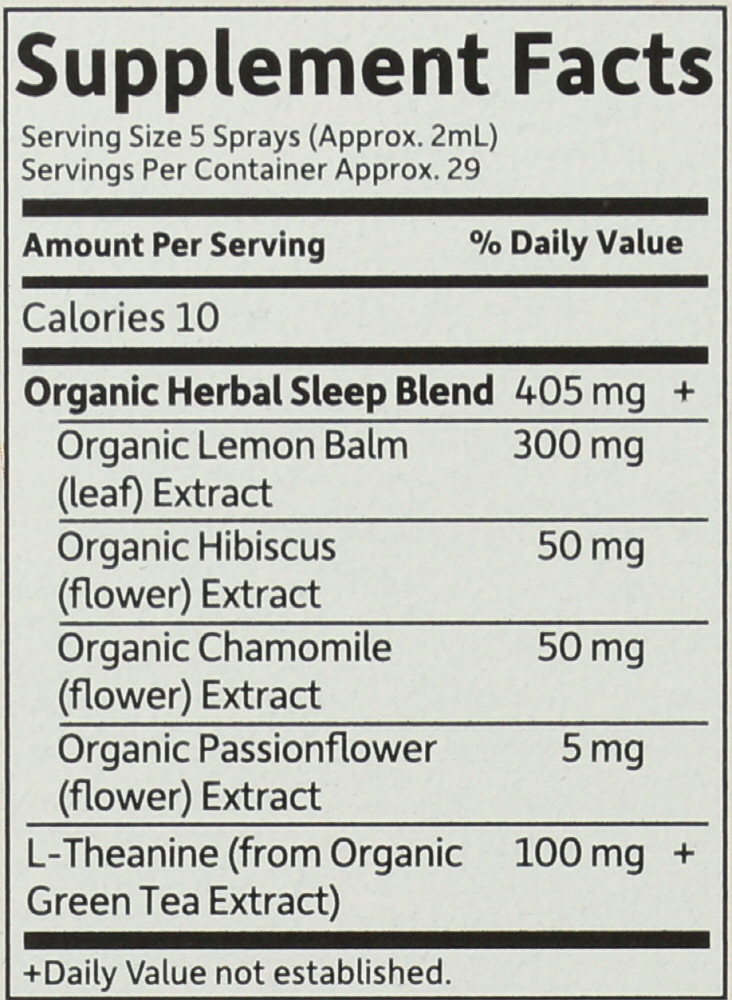 Supplement Facts
Serving Size 5 Sprays (Approx. 2mL)
Servings Per Container Approx. 29
Amount Per Serving % Daily Value
Calories 10
Organic Herbal Sleep Blend 405 mg +
Organic Lemon Balm 300 mg
(leaf) Extract
Organic Hibiscus 50 mg
(flower) Extract
Organic Chamomile 50 mg
(flower) Extract
Organic Passionflower 5 mg
(flower) Extract
L-Theanine (from Organic 100 mg +
Green Tea Extract)
+Daily Value not established.